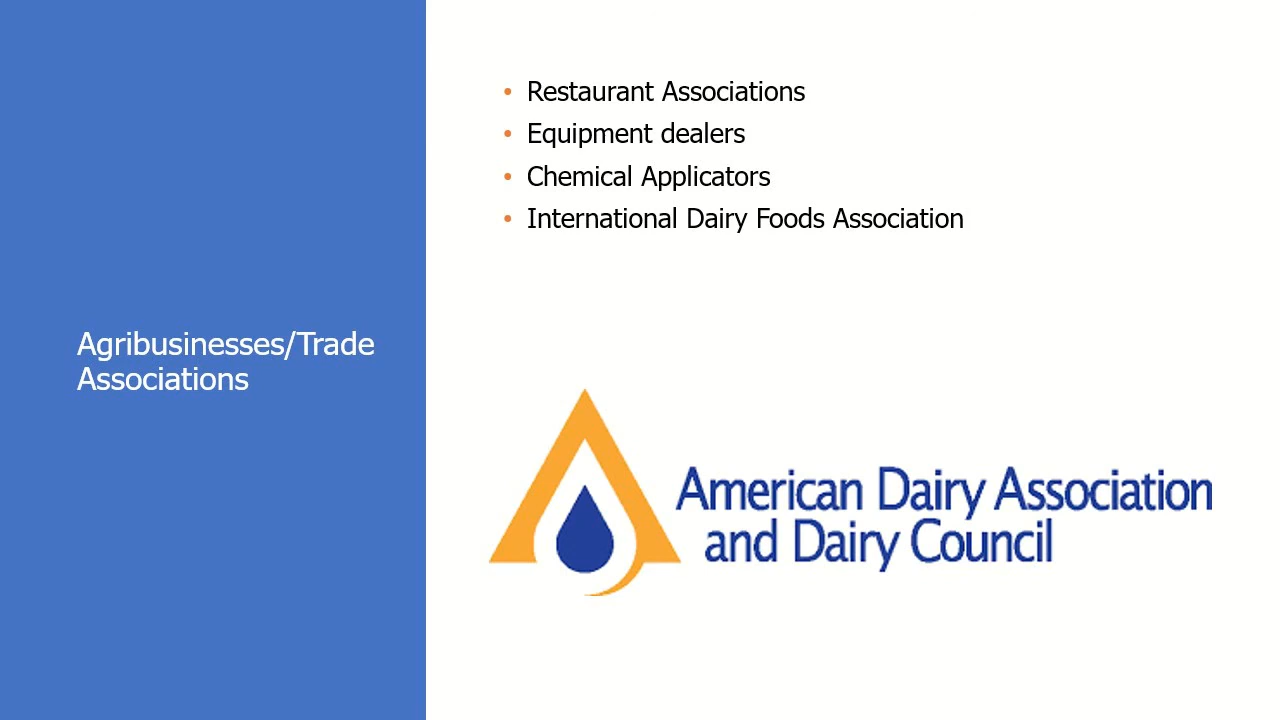 Agribusinesses/Trade
Associations
• Restaurant Associations
• Equipment dealers
• Chemical Applicators
• International Dairy Foods Association
American Dairy Association
and Dairy Council